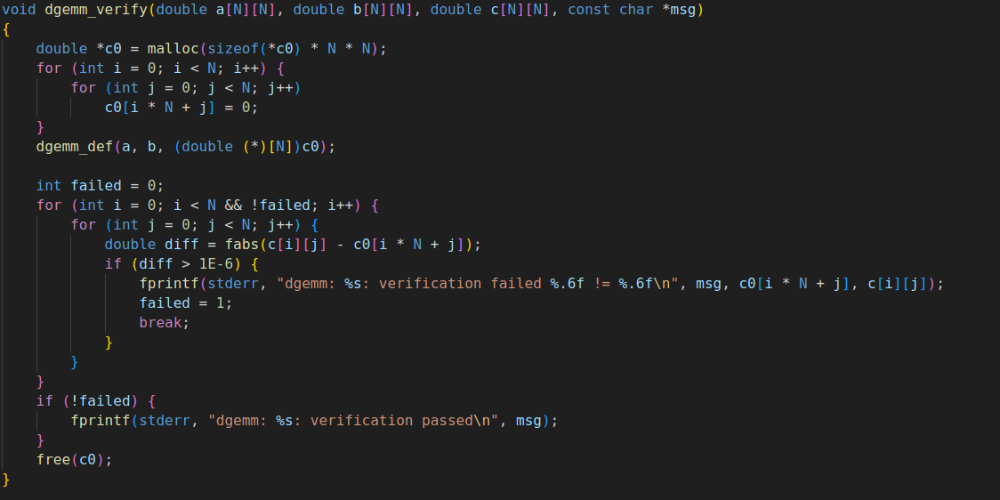 void dgemm_verify(double a[N][N], double b[N][N], double c[N][N], const char *msg)
{
    double *c0 = malloc(sizeof(*c0) * N * N);
    for (int i = 0; i < N; i++) {
        for (int j = 0; j < N; j++)
            c0[i * N + j] = 0;
    }
    dgemm_def(a, b, (double (*)[N])c0);

    int failed = 0;
    for (int i = 0; i < N && !failed; i++) {
        for (int j = 0; j < N; j++) {
            double diff = fabs(c[i][j] - c0[i * N + j]);
            if (diff > 1E-6) {
                fprintf(stderr, "dgemm: %s: verification failed %.6f != %.6f\n", msg, c0[i * N + j], c[i][j]);
                failed = 1;
                break;
            }
        }
    }
    if (!failed) {
        fprintf(stderr, "dgemm: %s: verification passed\n", msg);
    }
    free(c0);
}